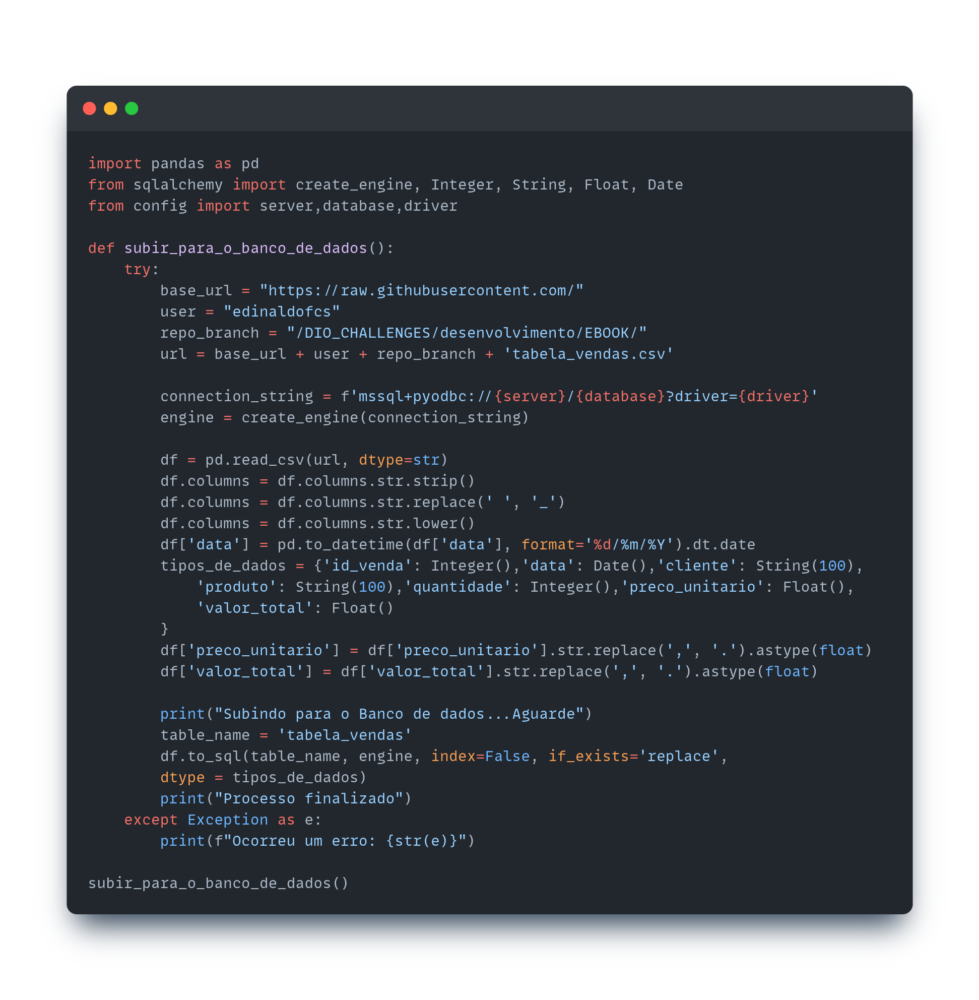 import pandas as pd
from sqlalchemy import create_engine, Integer, String, Float, Date
from config import server,database,driver

def subir_para_o_banco_de_dados():
    try:
        base_url = "https://raw.githubusercontent.com/"
        user = "edinaldofcs"
        repo_branch = "/DIO_CHALLENGES/desenvolvimento/EBOOK/"
        url = base_url + user + repo_branch + 'tabela_vendas.csv'

        connection_string = f'mssql+pyodbc://{server}/{database}?driver={driver}'
        engine = create_engine(connection_string)

        df = pd.read_csv(url, dtype=str)
        df.columns = df.columns.str.strip()
        df.columns = df.columns.str.replace(' ', '_')
        df.columns = df.columns.str.lower()
        df['data'] = pd.to_datetime(df['data'], format='%d/%m/%Y').dt.date
        tipos_de_dados = {'id_venda': Integer(),'data': Date(),'cliente': String(100),
            'produto': String(100),'quantidade': Integer(),'preco_unitario': Float(),
            'valor_total': Float()
        }
        df['preco_unitario'] = df['preco_unitario'].str.replace(',', '.').astype(float)
        df['valor_total'] = df['valor_total'].str.replace(',', '.').astype(float)

        print("Subindo para o Banco de dados...Aguarde")
        table_name = 'tabela_vendas'
        df.to_sql(table_name, engine, index=False, if_exists='replace',
        dtype = tipos_de_dados)
        print("Processo finalizado")
    except Exception as e:
        print(f"Ocorreu um erro: {str(e)}")

subir_para_o_banco_de_dados()